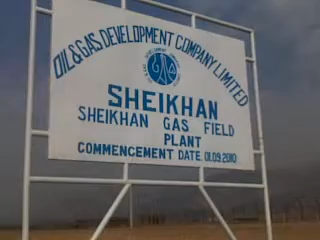 OIL & GAS DEVELOPMENT COMPANY LIMITED
SHEIKHAN
SHEIKHAN GAS FIELD
PLANT
COMMENCEMENT DATE. 01.09.2010